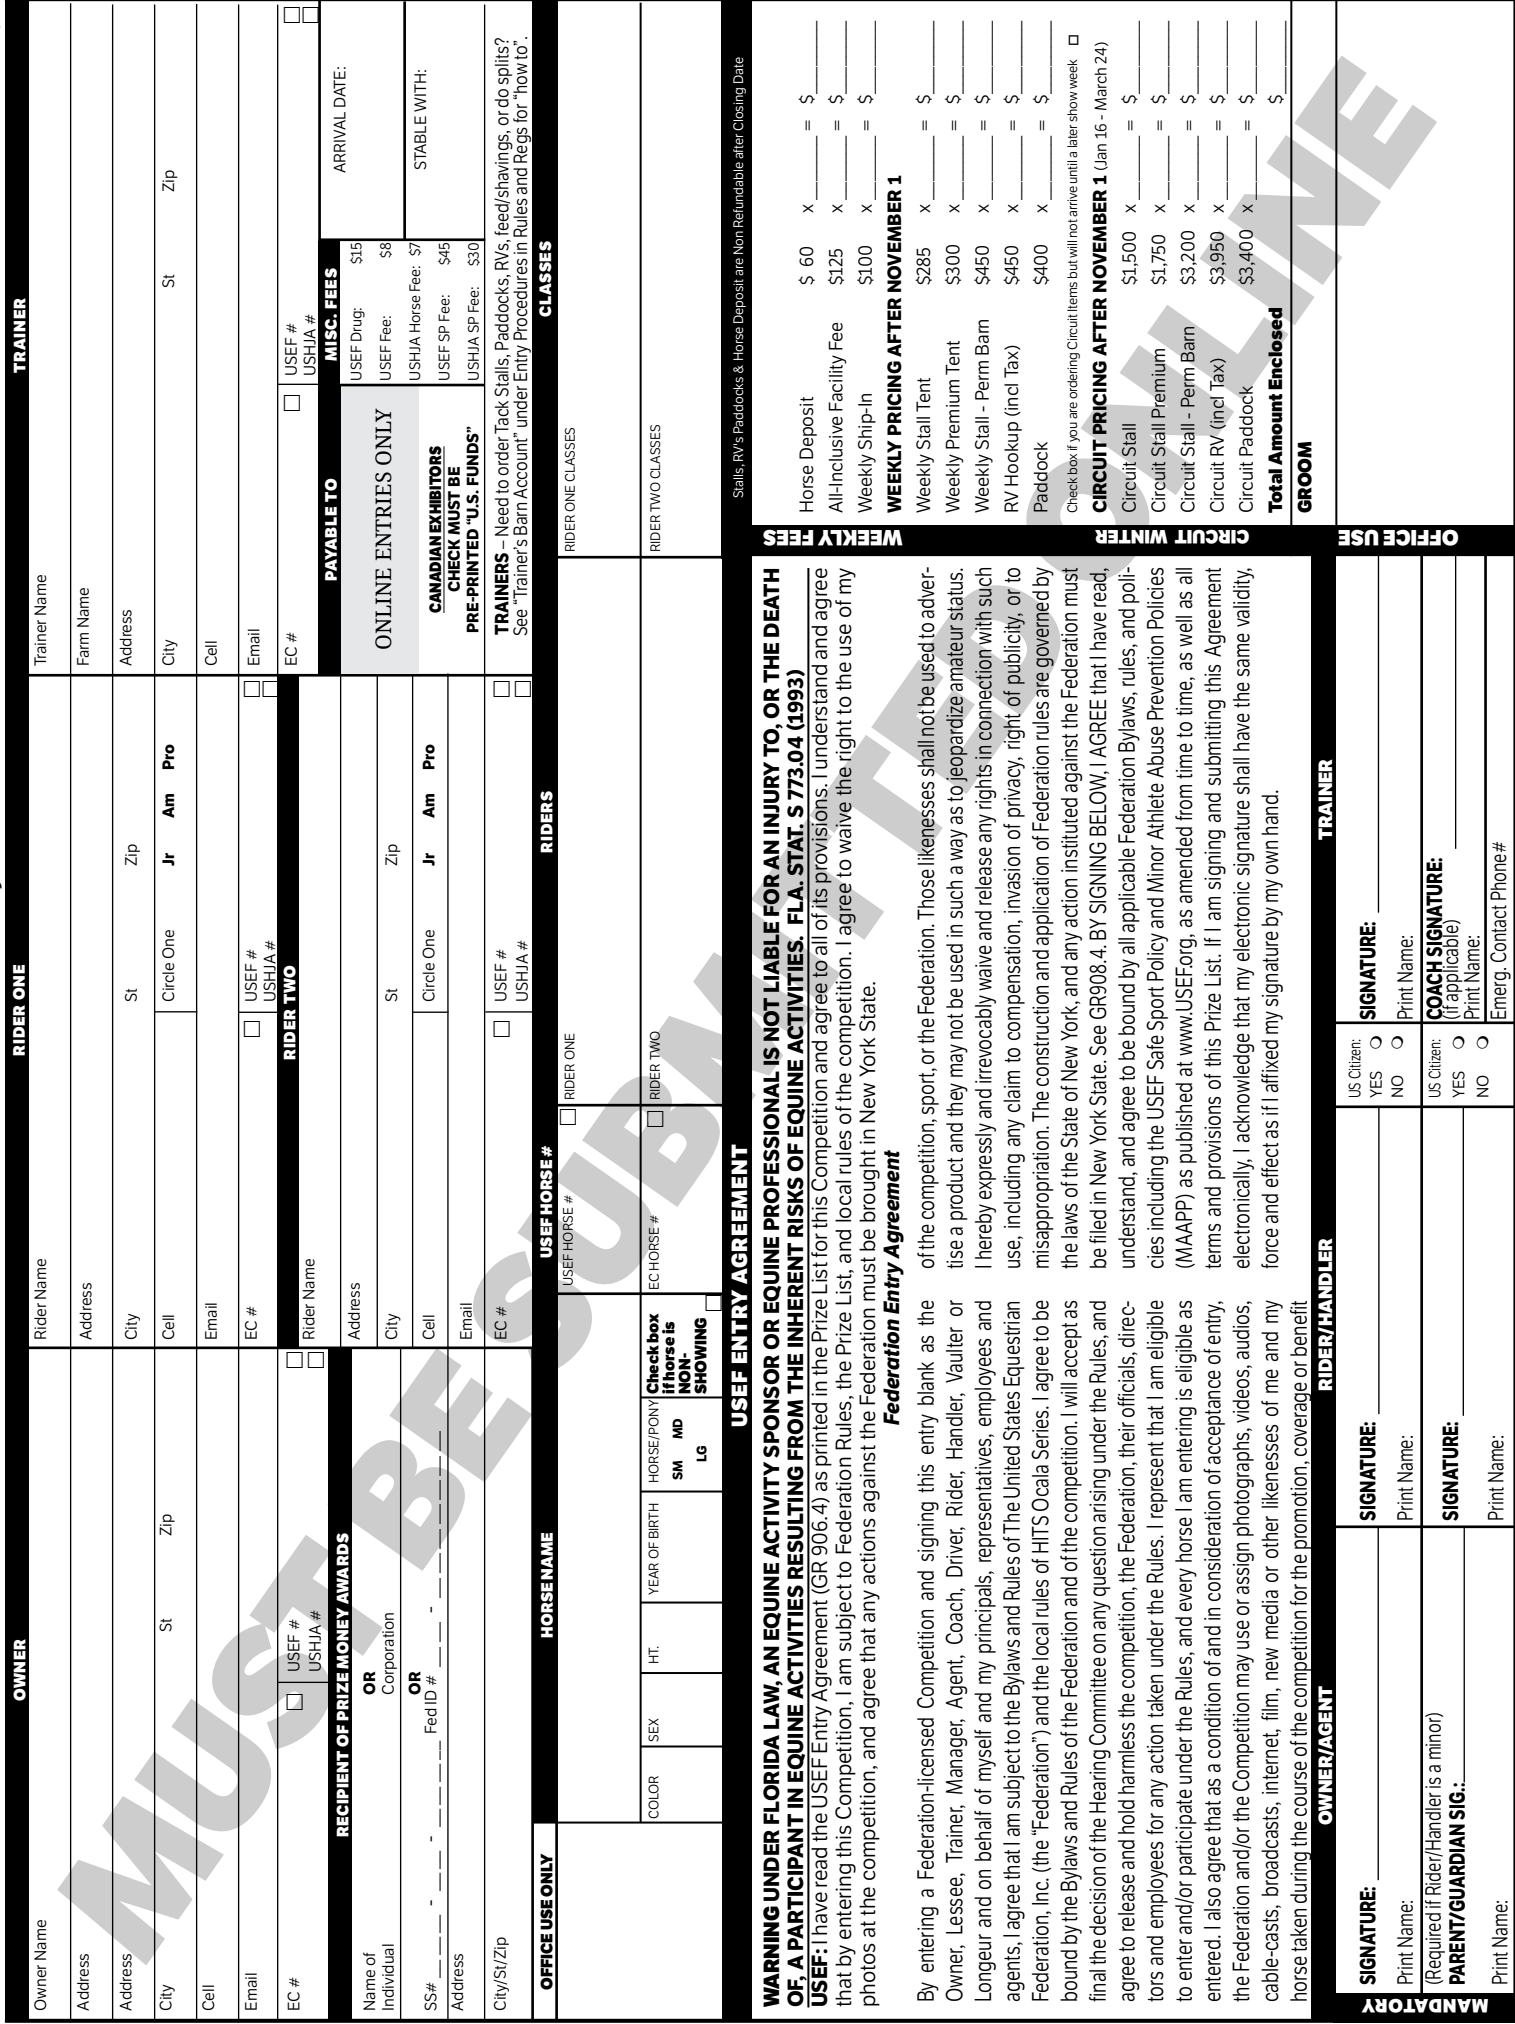 OWNER
Owner Name
Address
Address
City St Zip
Cell
Email
EC # USEF #
USHJA #
RECIPIENT OF PRIZE MONEY AWARDS
Name of OR
Individual Corporation
OR
SS# ____ - ___ - _____ Fed ID # ___ - _________
Address
City/St/Zip
RIDER ONE
Rider Name
Address
City St Zip
Cell Circle One Jr Am Pro
Email
EC # USEF #
USHJA #
RIDER TWO
Rider Name
Address
City St Zip
Cell Circle One Jr Am Pro
Email
EC # USEF #
USHJA #
TRAINER
Trainer Name
Farm Name
Address
City St Zip
Cell
Email
EC # USEF #
USHJA #
PAYABLE TO
ONLINE ENTRIES ONLY
CANADIAN EXHIBITORS
CHECK MUST BE
PRE-PRINTED “U.S. FUNDS”
MISC. FEES
USEF Drug: $15
USEF Fee: $8
USHJA Horse Fee: $7
USEF SP Fee: $45
USHJA SP Fee: $30
ARRIVAL DATE:
STABLE WITH:
TRAINERS – Need to order Tack Stalls, Paddocks, RVs, feed/shavings, or do splits?
See “Trainer’s Barn Account” under Entry Procedures in Rules and Regs for “how to”.
OFFICE USE ONLY
HORSE NAME
USEF HORSE#
RIDERS
CLASSES
USEF HORSE #
RIDER ONE
RIDER ONE CLASSES
COLOR
SEX
HT.
YEAR OF BIRTH
HORSE/PONY
SM MD
LG
Check box
if horse is
NON-
SHOWING
EC HORSE #
RIDER TWO
RIDER TWO CLASSES
USEF ENTRY AGREEMENT
Stalls, RV's Paddocks & Horse Deposit are Non Refundable after Closing Date
WARNING UNDER FLORIDA LAW, AN EQUINE ACTIVITY SPONSOR OR EQUINE PROFESSIONAL IS NOT LIABLE FOR AN INJURY TO, OR THE DEATH
OF, A PARTICIPANT IN EQUINE ACTIVITIES RESULTING FROM THE INHERENT RISKS OF EQUINE ACTIVITIES. FLA. STAT. S 773.04 (1993)
USEF: I have read the USEF Entry Agreement (GR 906.4) as printed in the Prize List for this Competition and agree to all of its provisions. I understand and agree
that by entering this Competition, I am subject to Federation Rules, the Prize List, and local rules of the competition. I agree to waive the right to the use of my
photos at the competition, and agree that any actions against the Federation must be brought in New York State.
Federation Entry Agreement
By entering a Federation-licensed Competition and signing this entry blank as the
Owner, Lessee, Trainer, Manager, Agent, Coach, Driver, Rider, Handler, Vaulter or
Longeur and on behalf of myself and my principals, representatives, employees and
agents, I agree that I am subject to the Bylaws and Rules of The United States Equestrian
Federation, Inc. (the “Federation”) and the local rules of HITS Ocala Series. I agree to be
bound by the Bylaws and Rules of the Federation and of the competition. I will accept as
final the decision of the Hearing Committee on any question arising under the Rules, and
agree to release and hold harmless the competition, the Federation, their officials, direc-
tors and employees for any action taken under the Rules. I represent that I am eligible
to enter and/or participate under the Rules, and every horse I am entering is eligible as
entered. I also agree that as a condition of and in consideration of acceptance of entry,
the Federation and/or the Competition may use or assign photographs, videos, audios,
cable-casts, broadcasts, internet, film, new media or other likenesses of me and my
horse taken during the course of the competition for the promotion, coverage or benefit
of the competition, sport, or the Federation. Those likenesses shall not be used to adver-
tise a product and they may not be used in such a way as to jeopardize amateur status.
I hereby expressly and irrevocably waive and release any rights in connection with such
use, including any claim to compensation, invasion of privacy, right of publicity, or to
misappropriation. The construction and application of Federation rules are governed by
the laws of the State of New York, and any action instituted against the Federation must
be filed in New York State. See GR908.4. BY SIGNING BELOW, I AGREE that I have read,
understand, and agree to be bound by all applicable Federation Bylaws, rules, and poli-
cies including the USEF Safe Sport Policy and Minor Athlete Abuse Prevention Policies
(MAAPP) as published at www.USEF.org, as amended from time to time, as well as all
terms and provisions of this Prize List. If I am signing and submitting this Agreement
electronically, I acknowledge that my electronic signature shall have the same validity,
force and effect as if I affixed my signature by my own hand.
WEEKLY FEES
Horse Deposit $ 60 x ______ = $ ______
All-Inclusive Facility Fee $125 x ______ = $ ______
Weekly Ship-In $100 x ______ = $ ______
WEEKLY PRICING AFTER NOVEMBER 1
Weekly Stall Tent $285 x ______ = $ ______
Weekly Premium Tent $300 x ______ = $ ______
Weekly Stall - Perm Barn $450 x ______ = $ ______
RV Hookup (incl Tax) $450 x ______ = $ ______
Paddock $400 x ______ = $ ______
Check box if you are ordering Circuit Items but will not arrive until a later show week
CIRCUIT WINTER
CIRCUIT PRICING AFTER NOVEMBER 1 (Jan 16 - March 24)
Circuit Stall $1,500 x ______ = $ ______
Circuit Stall Premium $1,750 x ______ = $ ______
Circuit Stall - Perm Barn $3,200 x ______ = $ ______
Circuit RV (incl Tax) $3,950 x ______ = $ ______
Circuit Paddock $3,400 x ______ = $ ______
Total Amount Enclosed $ ______
GROOM
OFFICE USE
MANDATORY
OWNER/AGENT
SIGNATURE: ____________
Print Name:
(Required if Rider/Handler is a minor)
PARENT/GUARDIAN SIG.:____________
Print Name:
RIDER/HANDLER
SIGNATURE: ____________
Print Name:
SIGNATURE: ____________
Print Name:
US Citizen:
YES
NO
US Citizen:
YES
NO
TRAINER
SIGNATURE: ____________
Print Name:
COACH SIGNATURE:
(if applicable) ____________
Print Name:
Emerg. Contact Phone#
MUST BE SUBMITTED ONLINE